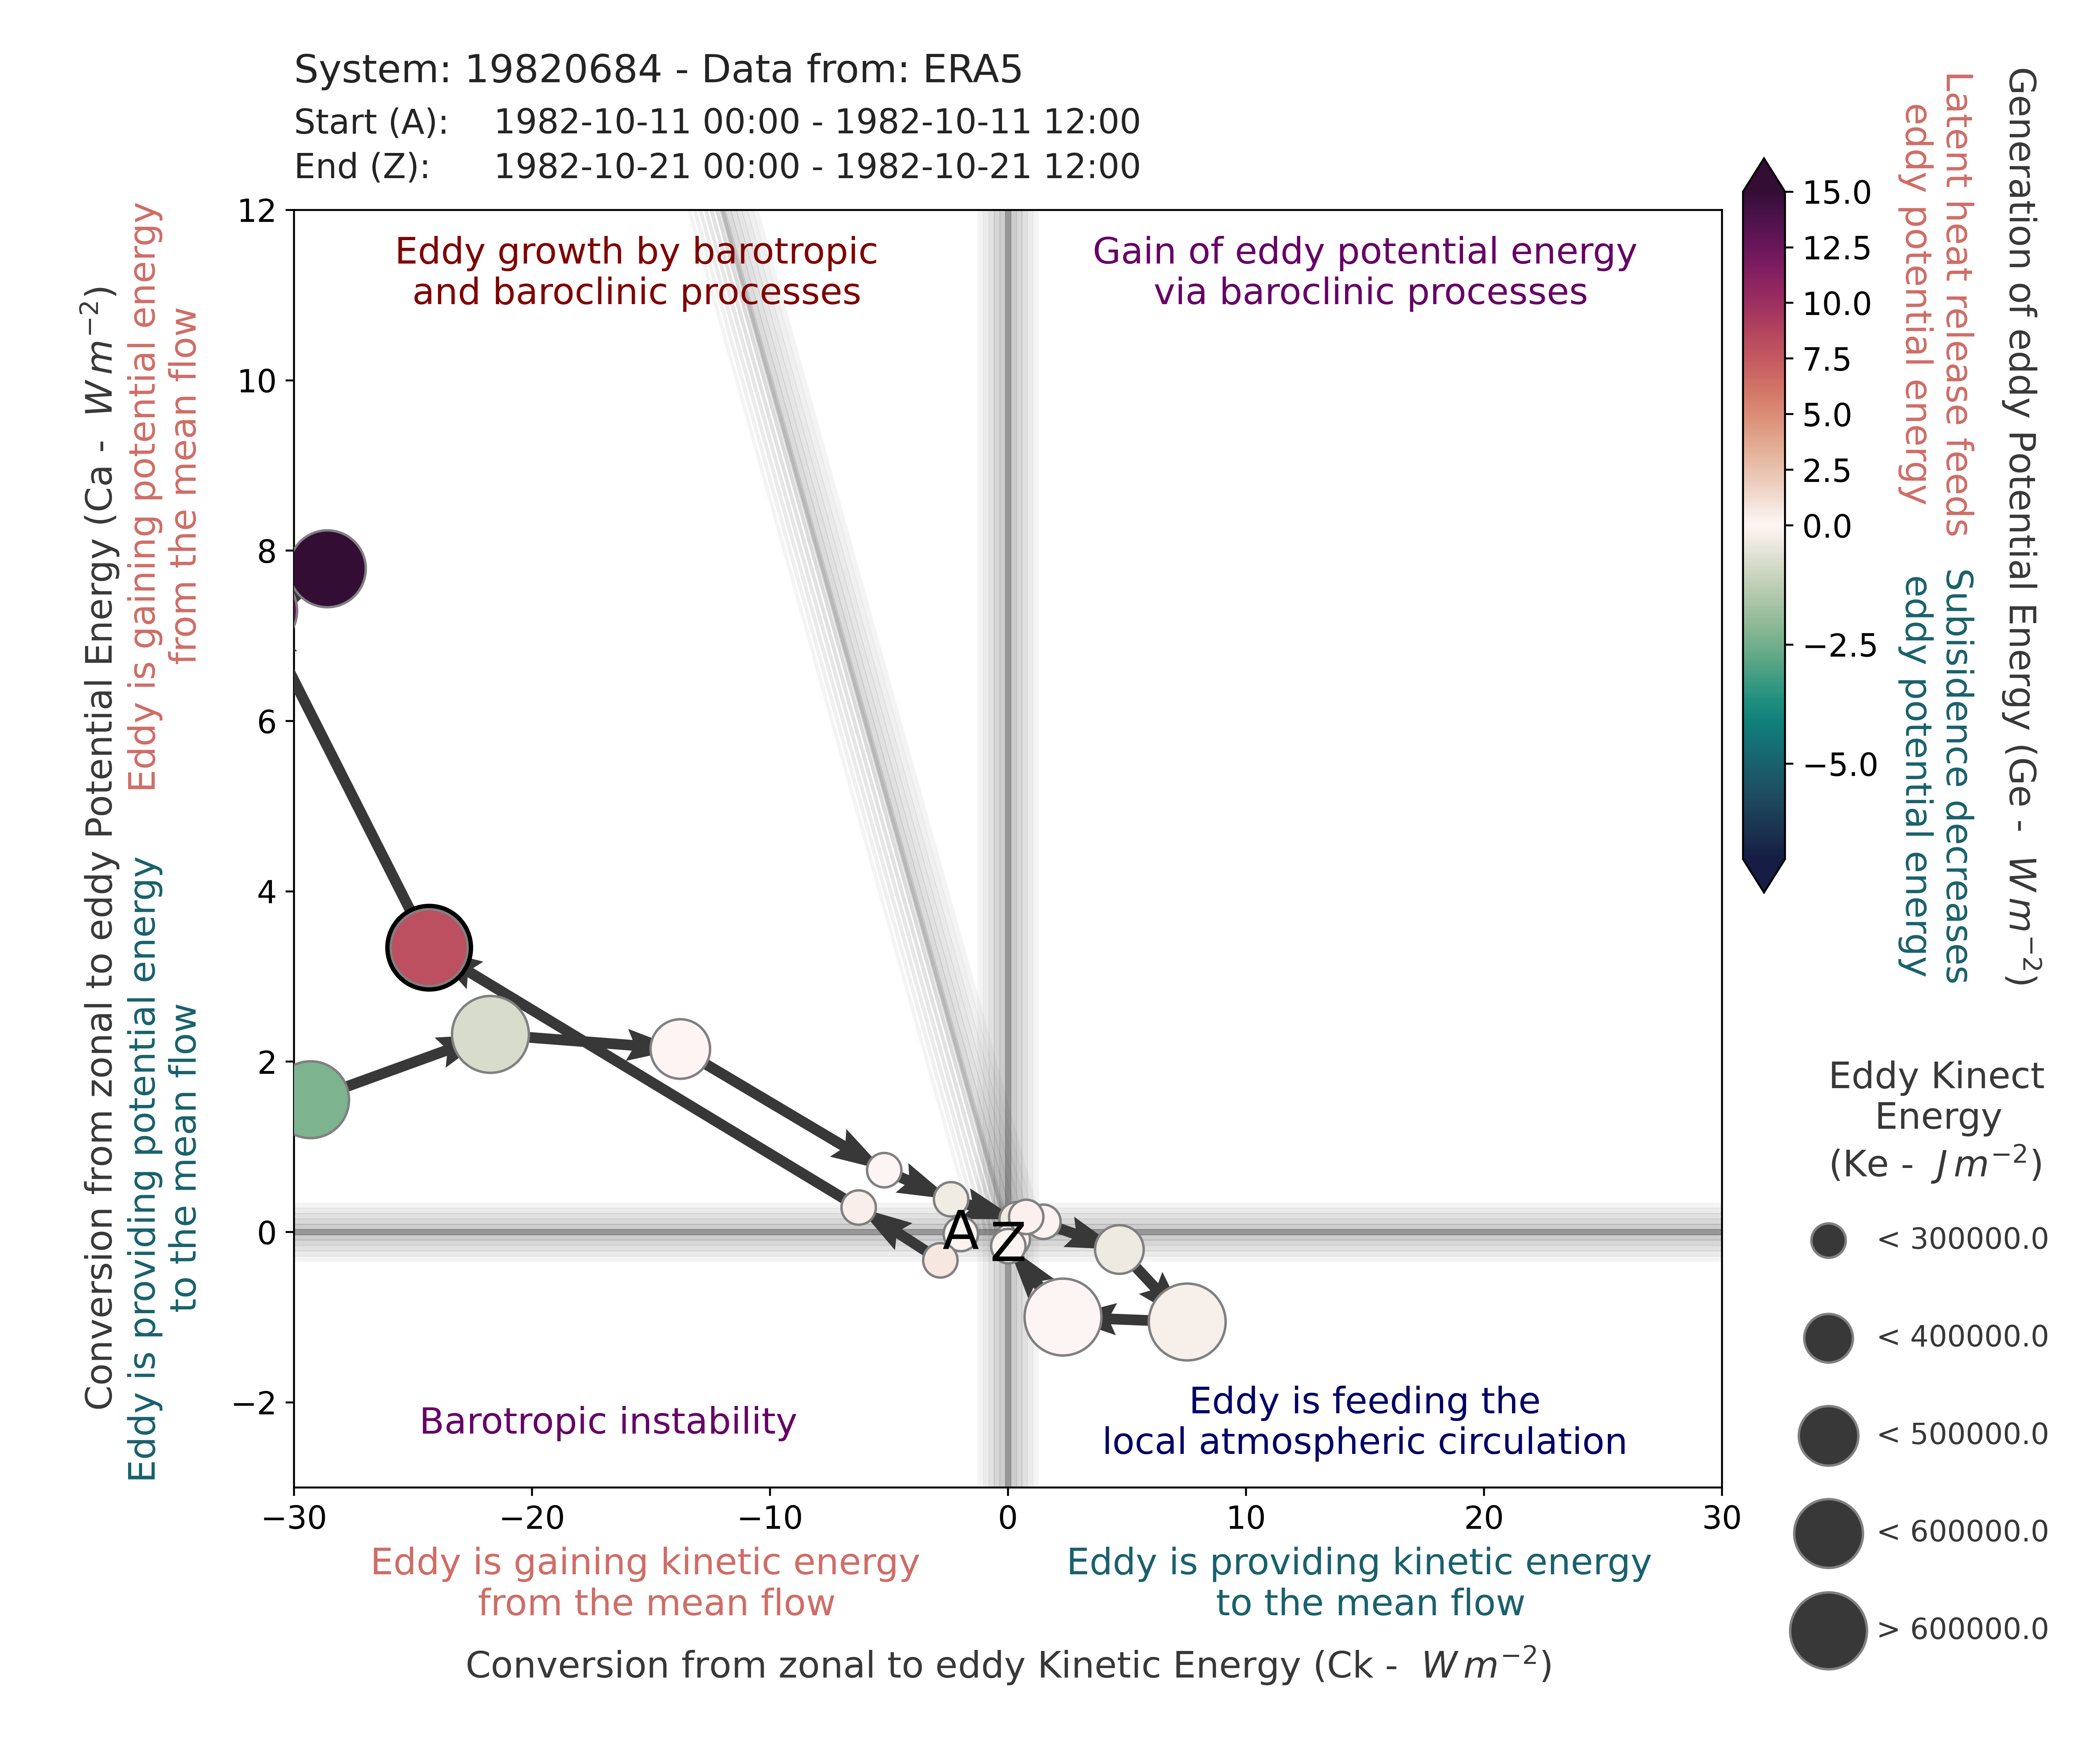 System: 19820684 - Data from: ERA5
Start (A): 1982-10-11 00:00 - 1982-10-11 12:00
End (Z): 1982-10-21 00:00 - 1982-10-21 12:00
Conversion from zonal to eddy Potential Energy (Ca - W m⁻²)
Eddy is gaining potential energy
from the mean flow
Eddy is providing potential energy
to the mean flow
12
10
8
6
4
2
0
−2
Eddy growth by barotropic
and baroclinic processes
Gain of eddy potential energy
via baroclinic processes
A
Z
Barotropic instability
Eddy is feeding the
local atmospheric circulation
−30
−20
−10
0
10
20
30
Eddy is gaining kinetic energy
from the mean flow
Eddy is providing kinetic energy
to the mean flow
Conversion from zonal to eddy Kinetic Energy (Ck - W m⁻²)
15.0
12.5
10.0
7.5
5.0
2.5
0.0
−2.5
−5.0
Latent heat release feeds
eddy potential energy
Subisidence decreases
eddy potential energy
Generation of eddy Potential Energy (Ge - W m⁻²)
Eddy Kinect
Energy
(Ke - J m⁻²)
< 300000.0
< 400000.0
< 500000.0
< 600000.0
> 600000.0